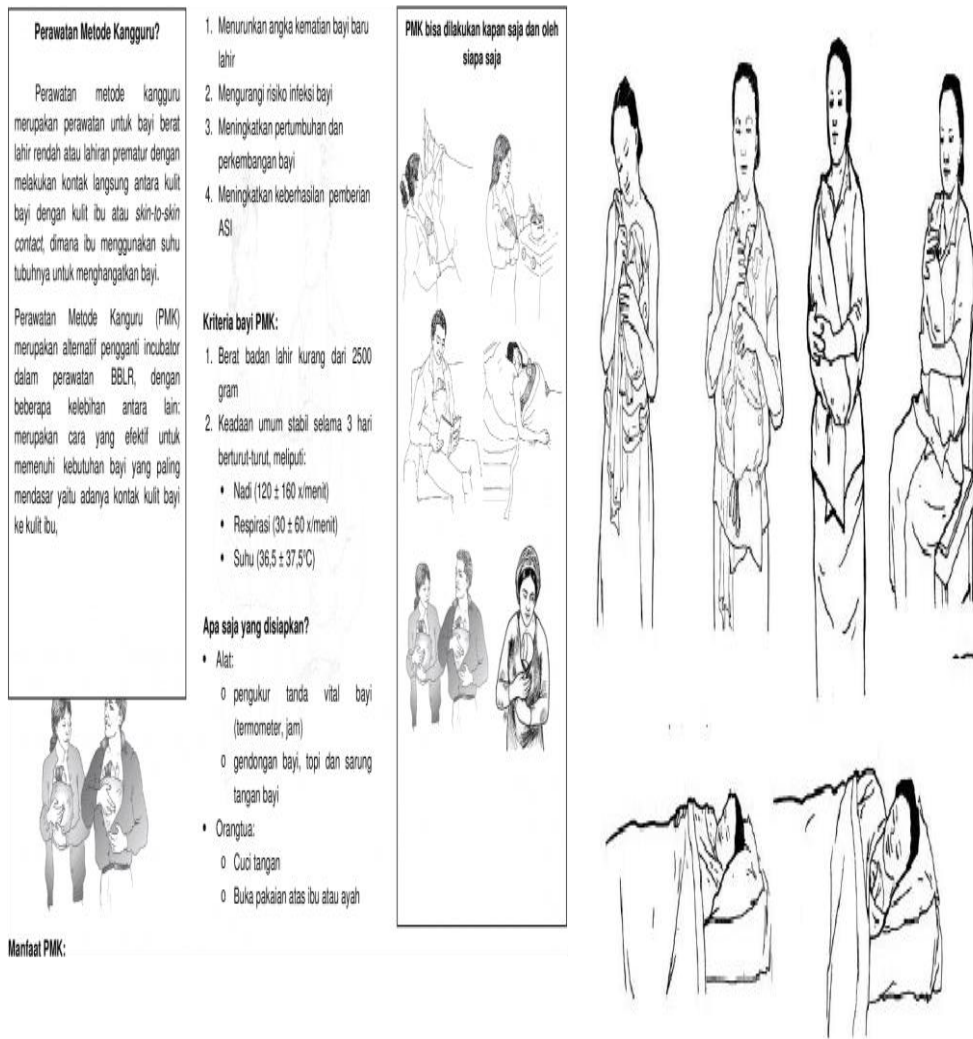 Perawatan Metode Kangguru?
Perawatan metode kangguru
merupakan perawatan untuk bayi berat
lahir rendah atau lahiran prematur dengan
melakukan kontak langsung antara kulit
bayi dengan kulit ibu atau skin-to-skin
contact, dimana ibu menggunakan suhu
tubuhnya untuk menghangatkan bayi.
Perawatan Metode Kanguru (PMK)
merupakan alternatif pengganti incubator
dalam perawatan BBLR, dengan
beberapa kelebihan antara lain:
merupakan cara yang efektif untuk
memenuhi kebutuhan bayi yang paling
mendasar yaitu adanya kontak kulit bayi
ke kulit ibu,
Manfaat PMK:
1. Menurunkan angka kematian bayi baru
lahir
2. Mengurangi risiko infeksi bayi
3. Meningkatkan pertumbuhan dan
perkembangan bayi
4. Meningkatkan keberhasilan pemberian
ASI
Kriteria bayi PMK:
1. Berat badan lahir kurang dari 2500
gram
2. Keadaan umum stabil selama 3 hari
berturut-turut, meliputi:
• Nadi (120 ± 160 x/menit)
• Respirasi (30 ± 60 x/menit)
• Suhu (36,5 ± 37,5ºC)
Apa saja yang disiapkan?
• Alat:
o pengukur tanda vital bayi
(termometer, jam)
o gendongan bayi, topi dan sarung
tangan bayi
• Orangtua:
o Cuci tangan
o Buka pakaian atas ibu atau ayah
PMK bisa dilakukan kapan saja dan oleh
siapa saja